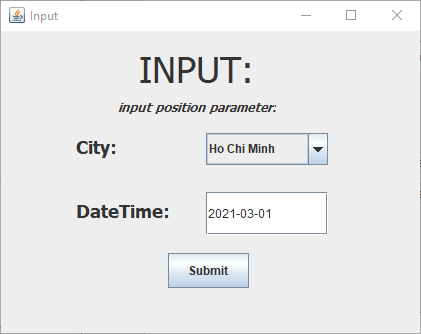 Input
INPUT:
input position parameter:
City:
Ho Chi Minh
DateTime:
2021-03-01
Submit